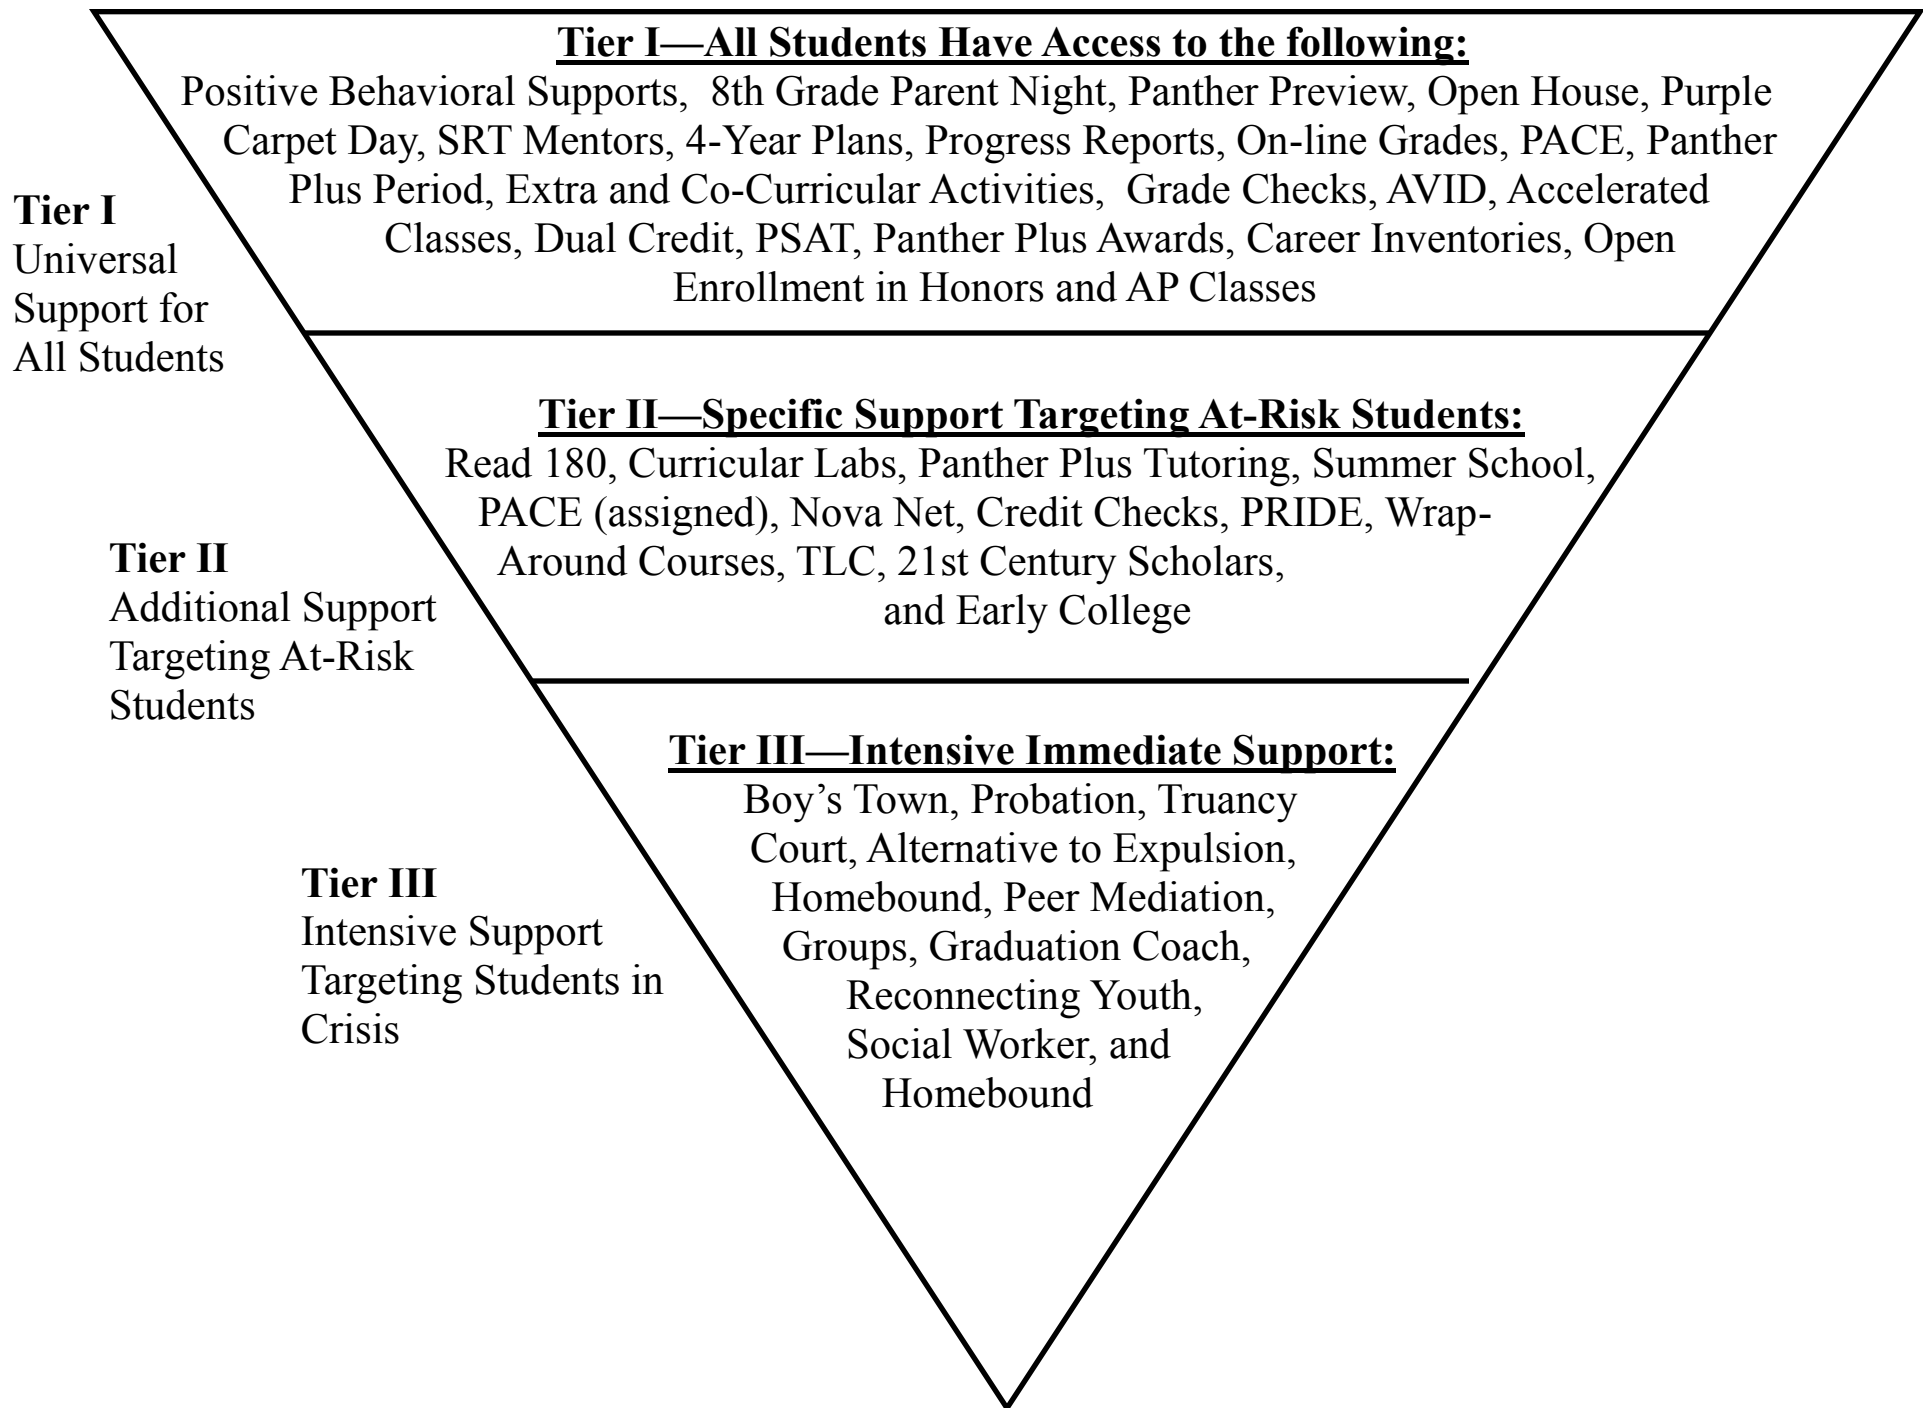 Tier I—All Students Have Access to the following:
Positive Behavioral Supports,  8th Grade Parent Night, Panther Preview, Open House, Purple
Carpet Day, SRT Mentors, 4-Year Plans, Progress Reports, On-line Grades, PACE, Panther
Plus Period, Extra and Co-Curricular Activities,  Grade Checks, AVID, Accelerated
Classes, Dual Credit, PSAT, Panther Plus Awards, Career Inventories, Open
Enrollment in Honors and AP Classes
Tier I
Universal
Support for
All Students
Tier II—Specific Support Targeting At-Risk Students:
Read 180, Curricular Labs, Panther Plus Tutoring, Summer School,
PACE (assigned), Nova Net, Credit Checks, PRIDE, Wrap-
Around Courses, TLC, 21st Century Scholars,
and Early College
Tier II
Additional Support
Targeting At-Risk
Students
Tier III—Intensive Immediate Support:
Boy’s Town, Probation, Truancy
Court, Alternative to Expulsion,
Homebound, Peer Mediation,
Groups, Graduation Coach,
Reconnecting Youth,
Social Worker, and
Homebound
Tier III
Intensive Support
Targeting Students in
Crisis